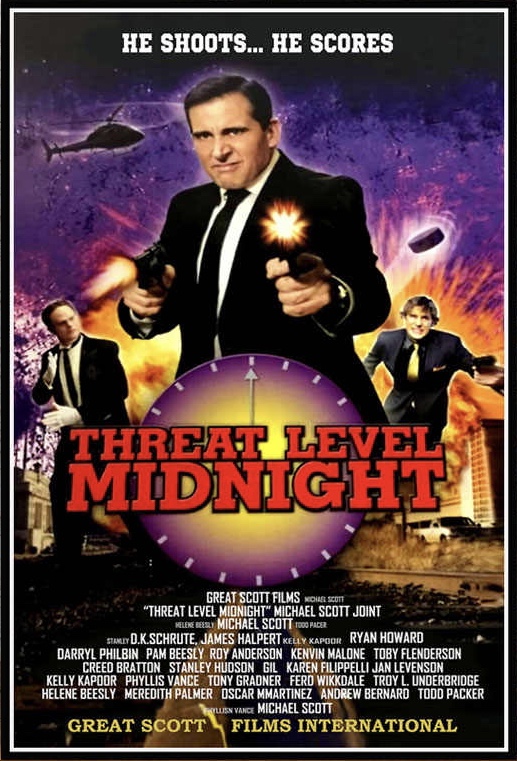 HE SHOOTS... HE SCORES
THREAT LEVEL
MIDNIGHT
GREAT SCOTT FILMS MICHAEL SCOTT
"THREAT LEVEL MIDNIGHT" MICHAEL SCOTT JOINT
HELENE BEESLY MICHAEL SCOTT TODD PACER
STANLEY D.K.SCHRUTE, JAMES HALPERT KELLY KAPOOR RYAN HOWARD
DARRYL PHILBIN PAM BEESLY ROY ANDERSON KENVIN MALONE TOBY FLENDERSON
CREED BRATTON STANLEY HUDSON GIL KAREN FILIPPELLI JAN LEVENSON
KELLY KAPOOR PHYLLIS VANCE TONY GRADNER FERD WIKKDALE TROY L. UNDERBRIDGE
HELENE BEESLY MEREDITH PALMER OSCAR MMARTINEZ ANDREW BERNARD TODD PACKER
PHYLLISN VANCE MICHAEL SCOTT
GREAT SCOTT FILMS INTERNATIONAL